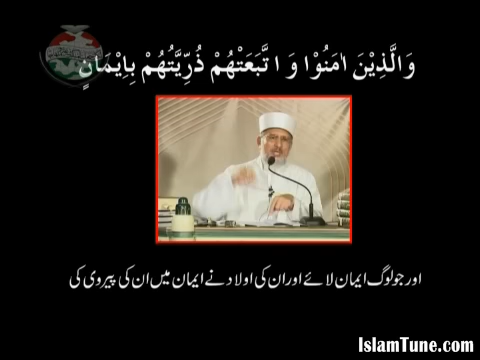 وَالَّذِيْنَ اٰمَنُوْا وَ اتَّبَعَتْهُمْ ذُرِّيَّتُهُمْ بِاِيْمَانٍ
اور جو لوگ ایمان لائے اور ان کی اولاد نے ایمان میں ان کی پیروی کی
IslamTune.com